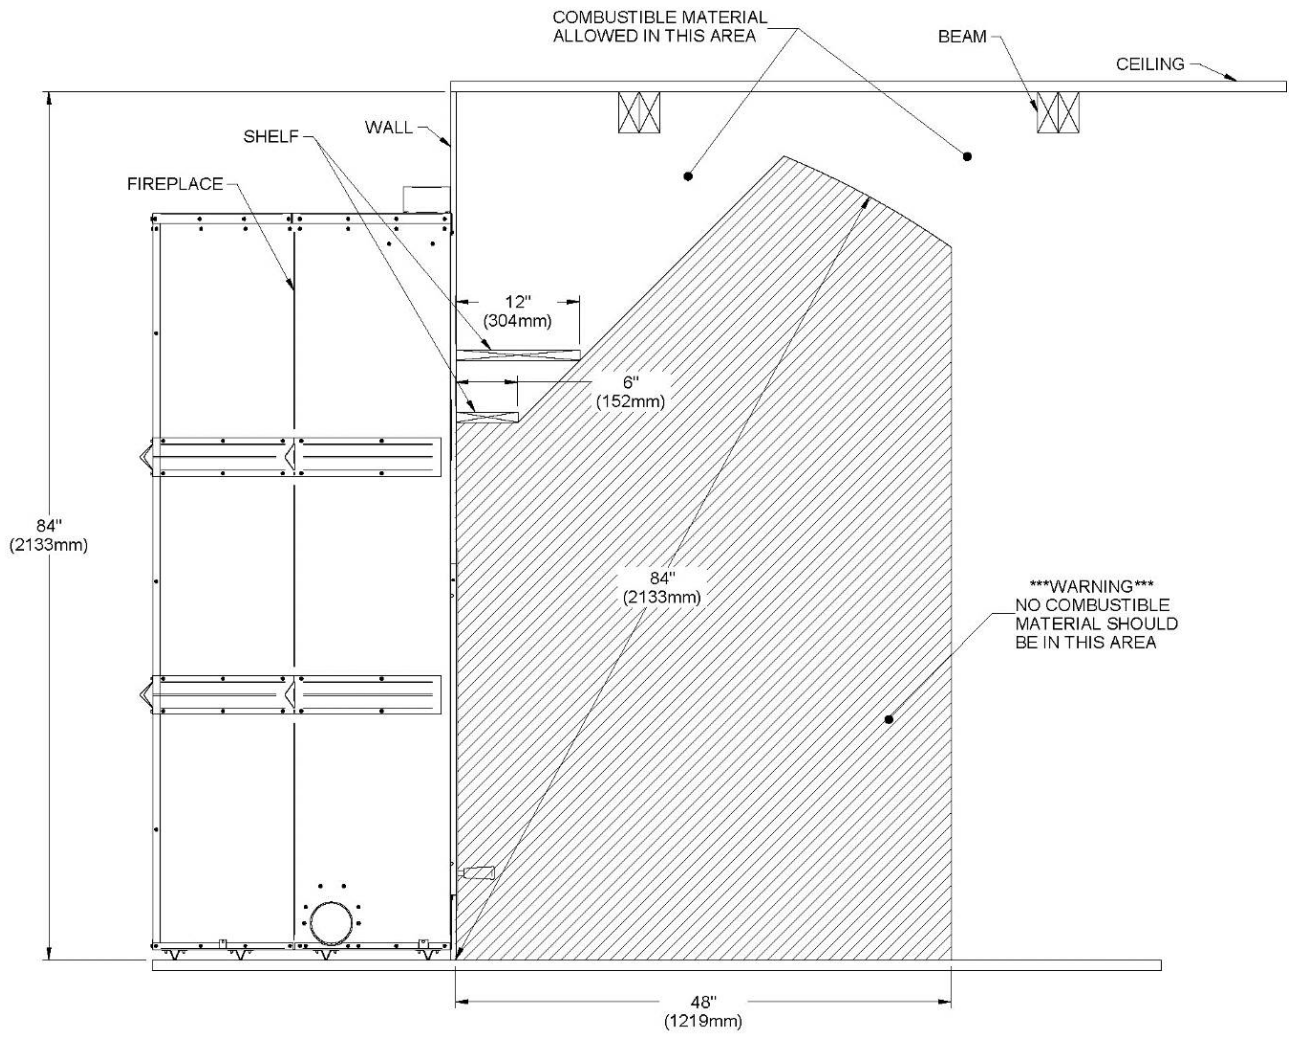 COMBUSTIBLE MATERIAL
ALLOWED IN THIS AREA
BEAM
CEILING
WALL
SHELF
FIREPLACE
12"
(304mm)
6"
(152mm)
84"
(2133mm)
84"
(2133mm)
***WARNING***
NO COMBUSTIBLE
MATERIAL SHOULD
BE IN THIS AREA
48"
(1219mm)